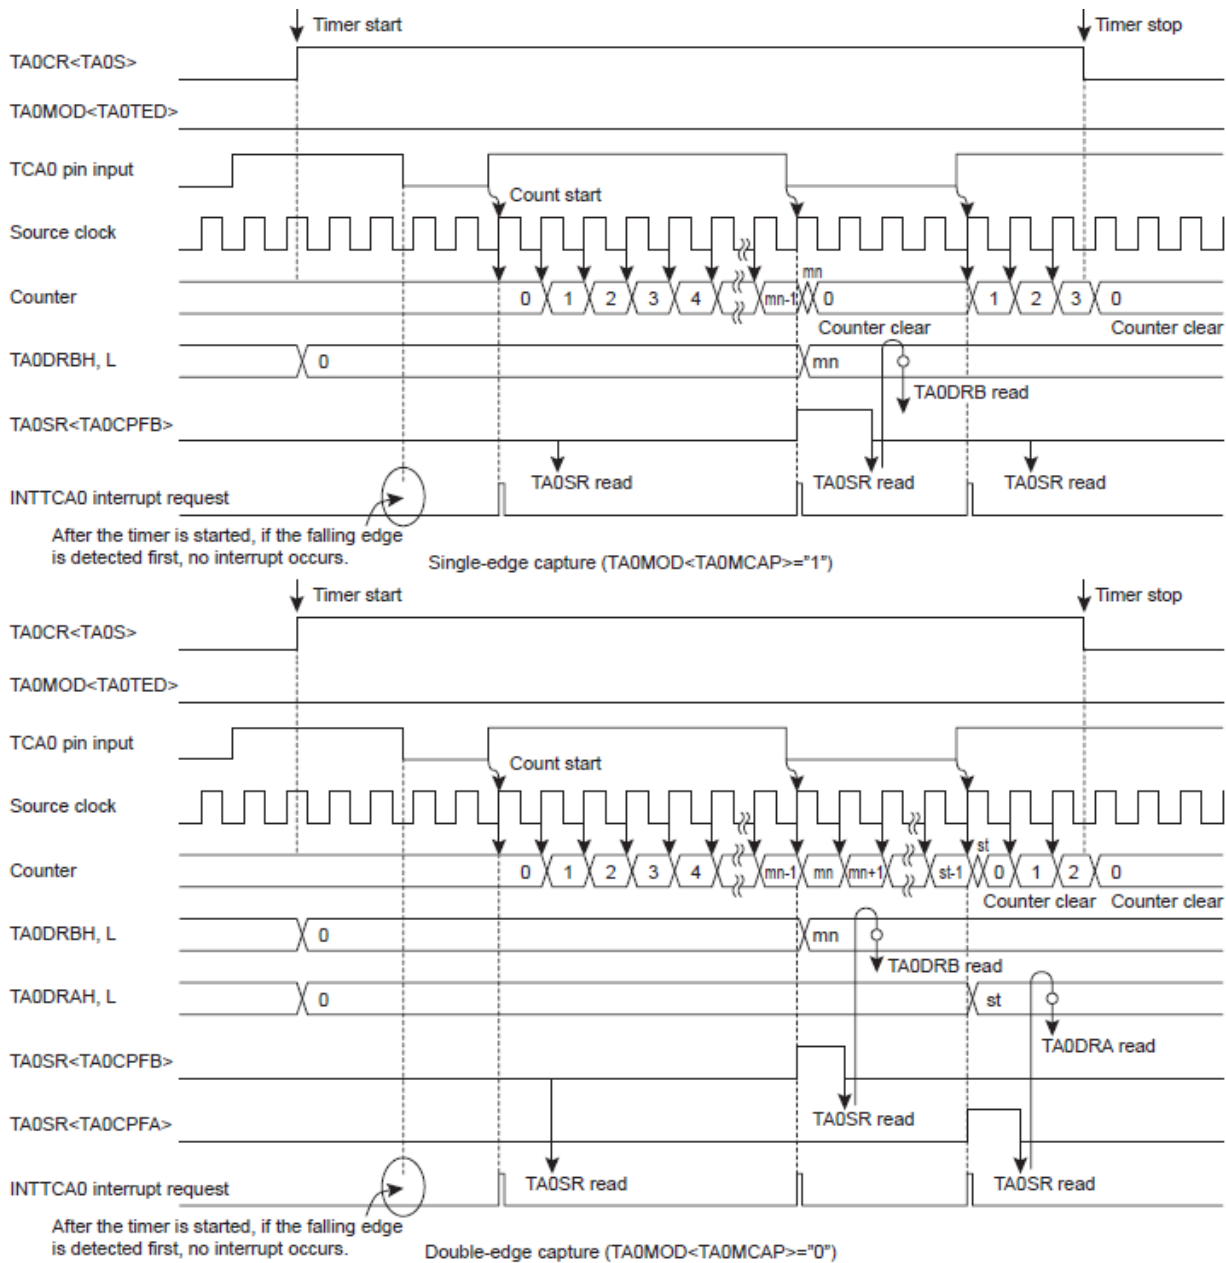 Timer start
Timer stop
TA0CR<TA0S>
TA0MOD<TA0TED>
TCA0 pin input
Count start
Source clock
mn
Counter
0 1 2 3 4 mn-1 0 1 2 3 0
Counter clear
Counter clear
TA0DRBH, L
0
mn
TA0DRB read
TA0SR<TA0CPFB>
TA0SR read
TA0SR read
TA0SR read
INTTCA0 interrupt request
After the timer is started, if the falling edge
is detected first, no interrupt occurs.
Single-edge capture (TA0MOD<TA0MCAP>="1")
Timer start
Timer stop
TA0CR<TA0S>
TA0MOD<TA0TED>
TCA0 pin input
Count start
Source clock
st
Counter
0 1 2 3 4 mn-1 mn mn+1 st-1 0 1 2 0
Counter clear
Counter clear
TA0DRBH, L
0
mn
TA0DRB read
TA0DRAH, L
0
st
TA0DRA read
TA0SR<TA0CPFB>
TA0SR read
TA0SR<TA0CPFA>
TA0SR read
TA0SR read
INTTCA0 interrupt request
After the timer is started, if the falling edge
is detected first, no interrupt occurs.
Double-edge capture (TA0MOD<TA0MCAP>="0")